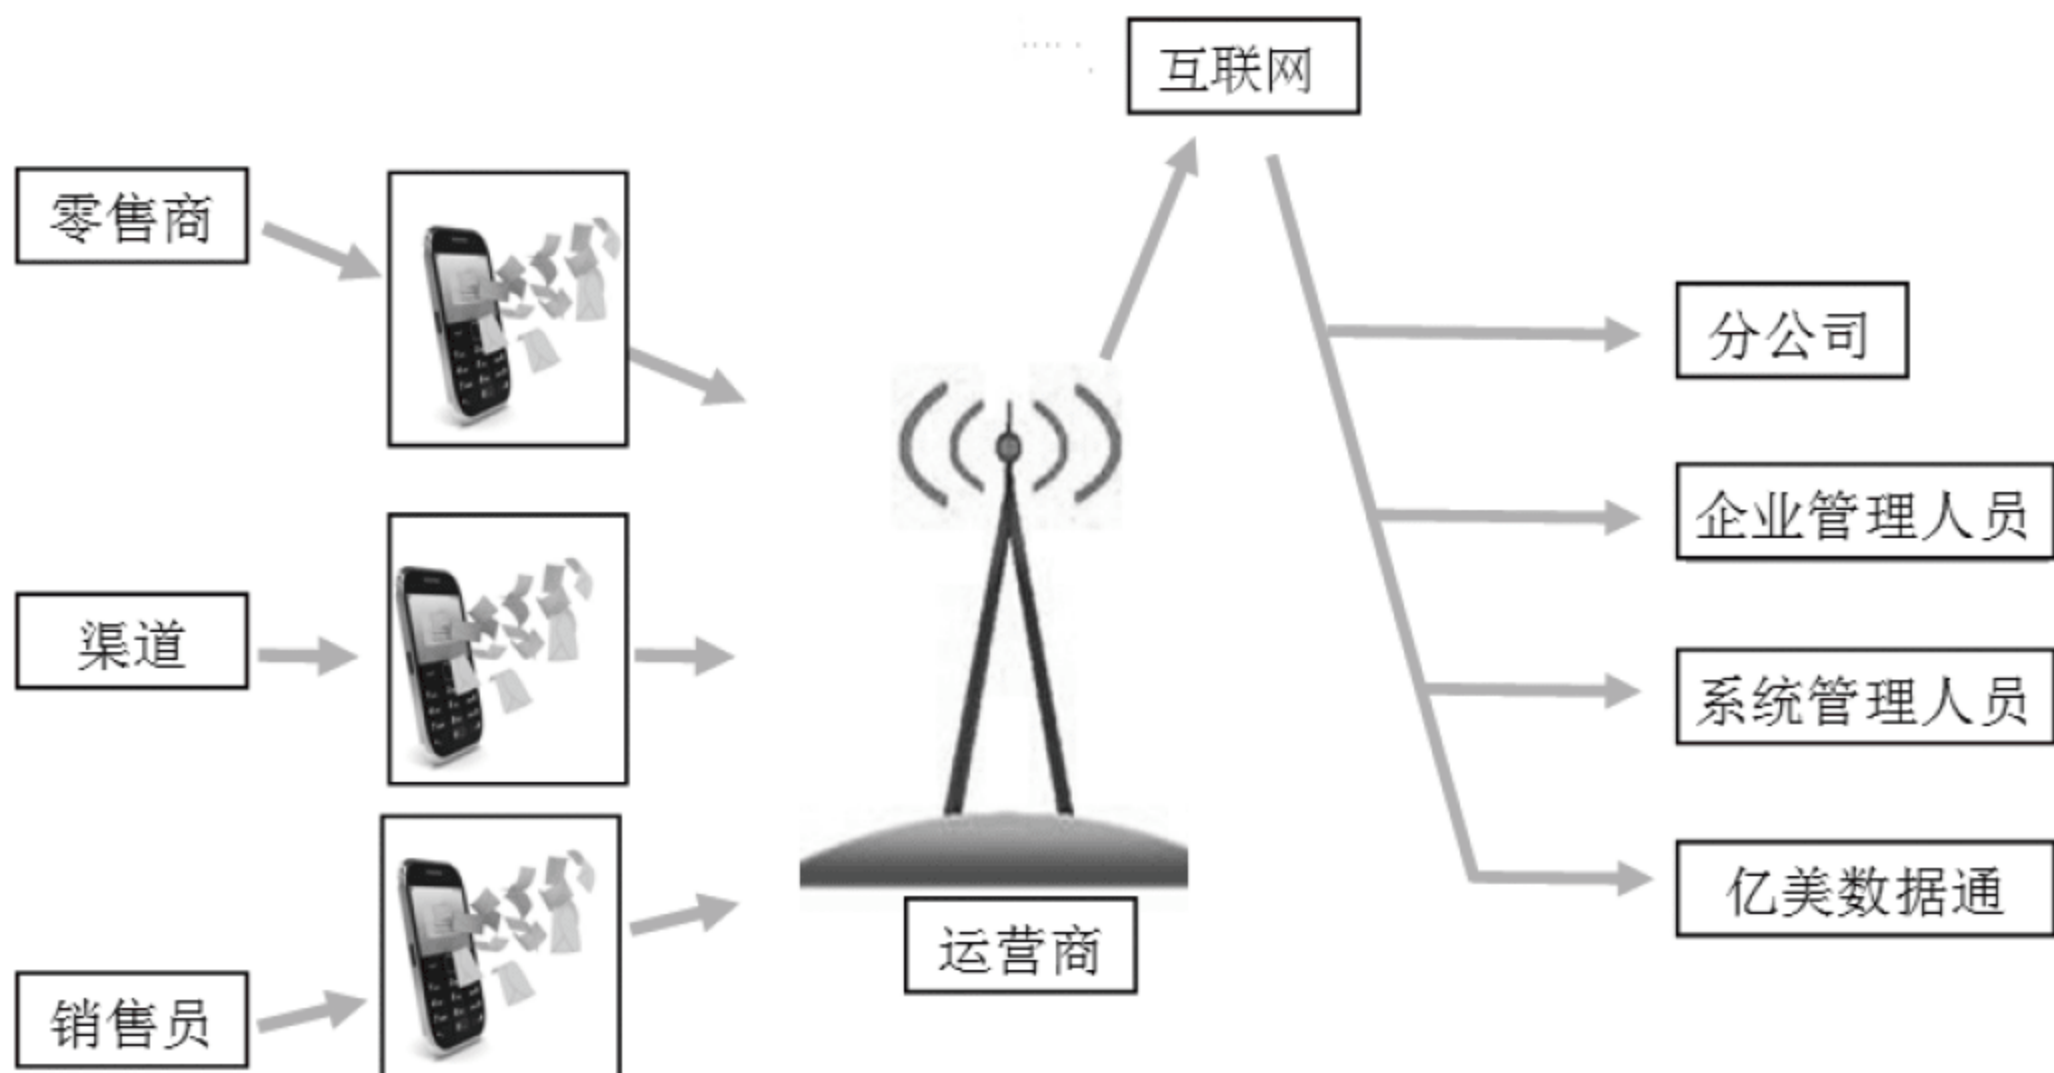 互联网
零售商
分公司
企业管理人员
渠道
系统管理人员
亿美数据通
运营商
销售员